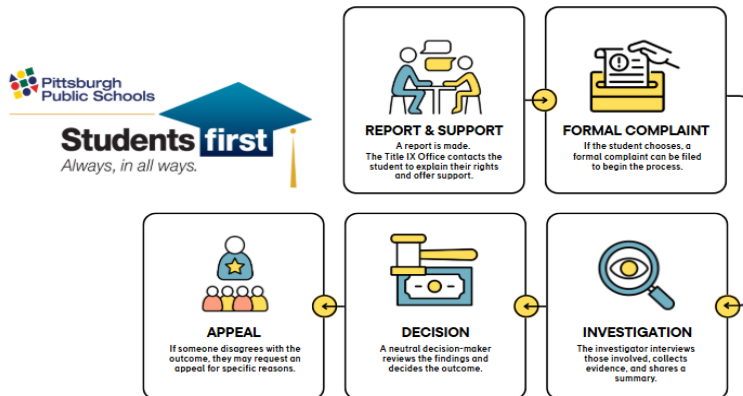 Pittsburgh
Public Schools
Students first
Always, in all ways.
REPORT & SUPPORT
A report is made.
The Title IX Office contacts the
student to explain their rights
and offer support.
FORMAL COMPLAINT
If the student chooses, a
formal complaint can be filed
to begin the process.
APPEAL
If someone disagrees with the
outcome, they may request an
appeal for specific reasons.
DECISION
A neutral decision-maker
reviews the findings and
decides the outcome.
INVESTIGATION
The investigator interviews
those involved, collects
evidence, and shares a
summary.